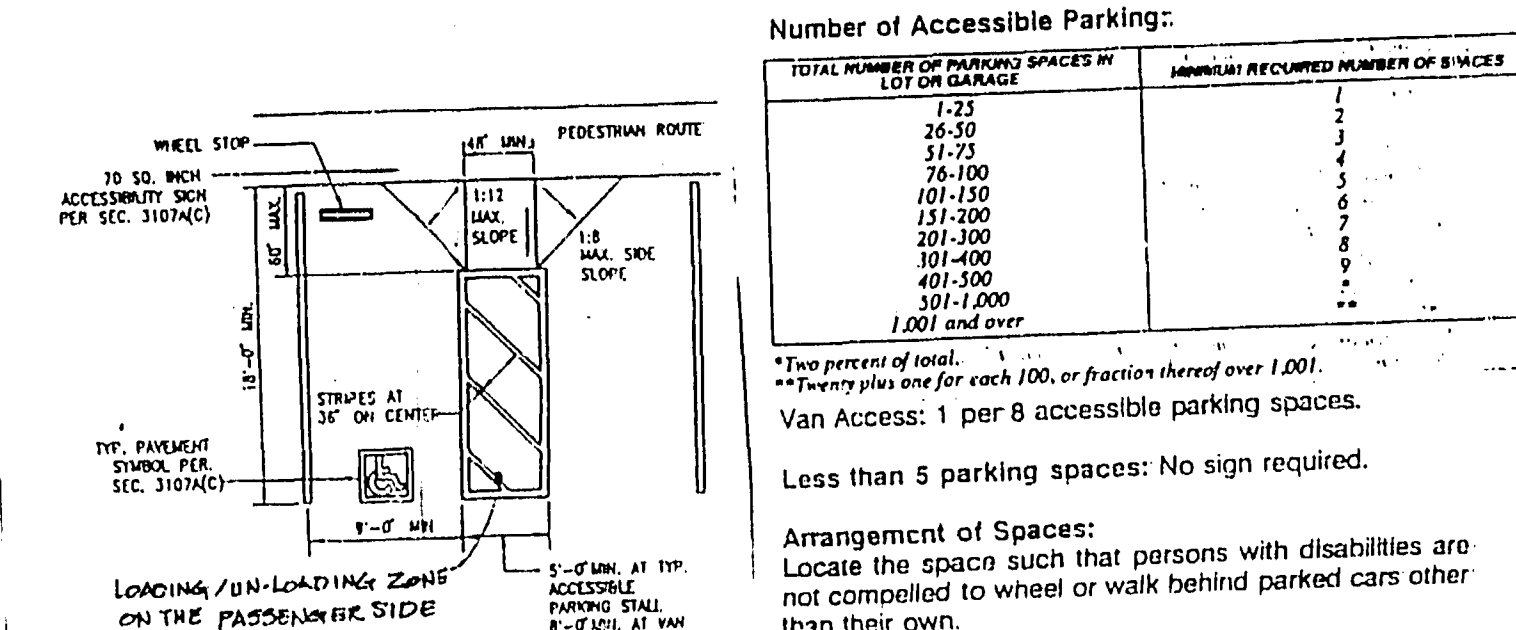 WHEEL STOP
70 SQ. INCH
ACCESSIBILITY SIGN
PER SEC. 3107A(C)
48" MIN.
PEDESTRIAN ROUTE
1:12
MAX.
SLOPE
1:8
MAX. SIDE
SLOPE
60" MAX.
18'-0" MIN.
STRIPES AT
36" ON CENTER
TYP. PAVEMENT
SYMBOL PER.
SEC. 3107A(C)
9'-0" MIN
LOADING/UN-LOADING ZONE
ON THE PASSENGER SIDE
5'-0" MIN. AT TYP.
ACCESSIBLE
PARKING STALL,
8'-0" MIN. AT VAN
Number of Accessible Parking:
TOTAL NUMBER OF PARKING SPACES IN
LOT OR GARAGE
MINIMUM REQUIRED NUMBER OF SPACES
1-25 1
26-50 2
51-75 3
76-100 4
101-150 5
151-200 6
201-300 7
301-400 8
401-500 9
501-1,000 *
1,001 and over **
*Two percent of total.
**Twenty plus one for each 100, or fraction thereof over 1,001.
Van Access: 1 per 8 accessible parking spaces.
Less than 5 parking spaces: No sign required.
Arrangement of Spaces:
Locate the space such that persons with disabilities are
not compelled to wheel or walk behind parked cars other
than their own.